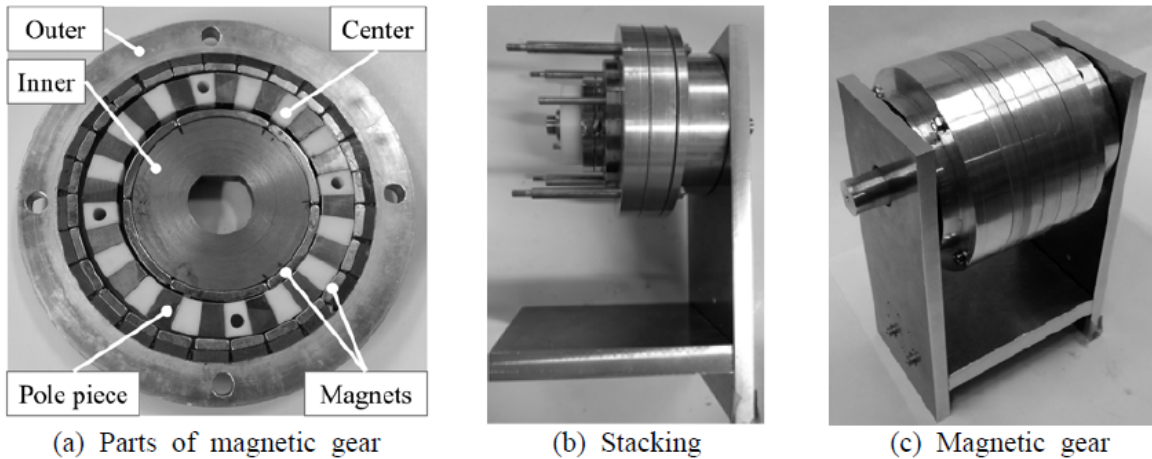 Outer
Center
Inner
Pole piece
Magnets
(a) Parts of magnetic gear
(b) Stacking
(c) Magnetic gear